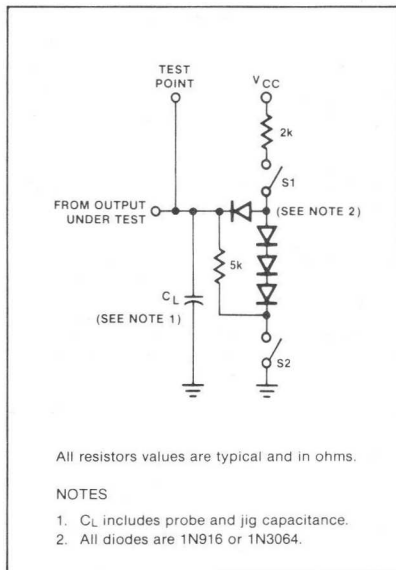 TEST
POINT
VCC
2k
S1
FROM OUTPUT
UNDER TEST
(SEE NOTE 2)
5k
CL
(SEE NOTE 1)
S2
All resistors values are typical and in ohms.
NOTES
1. CL includes probe and jig capacitance.
2. All diodes are 1N916 or 1N3064.